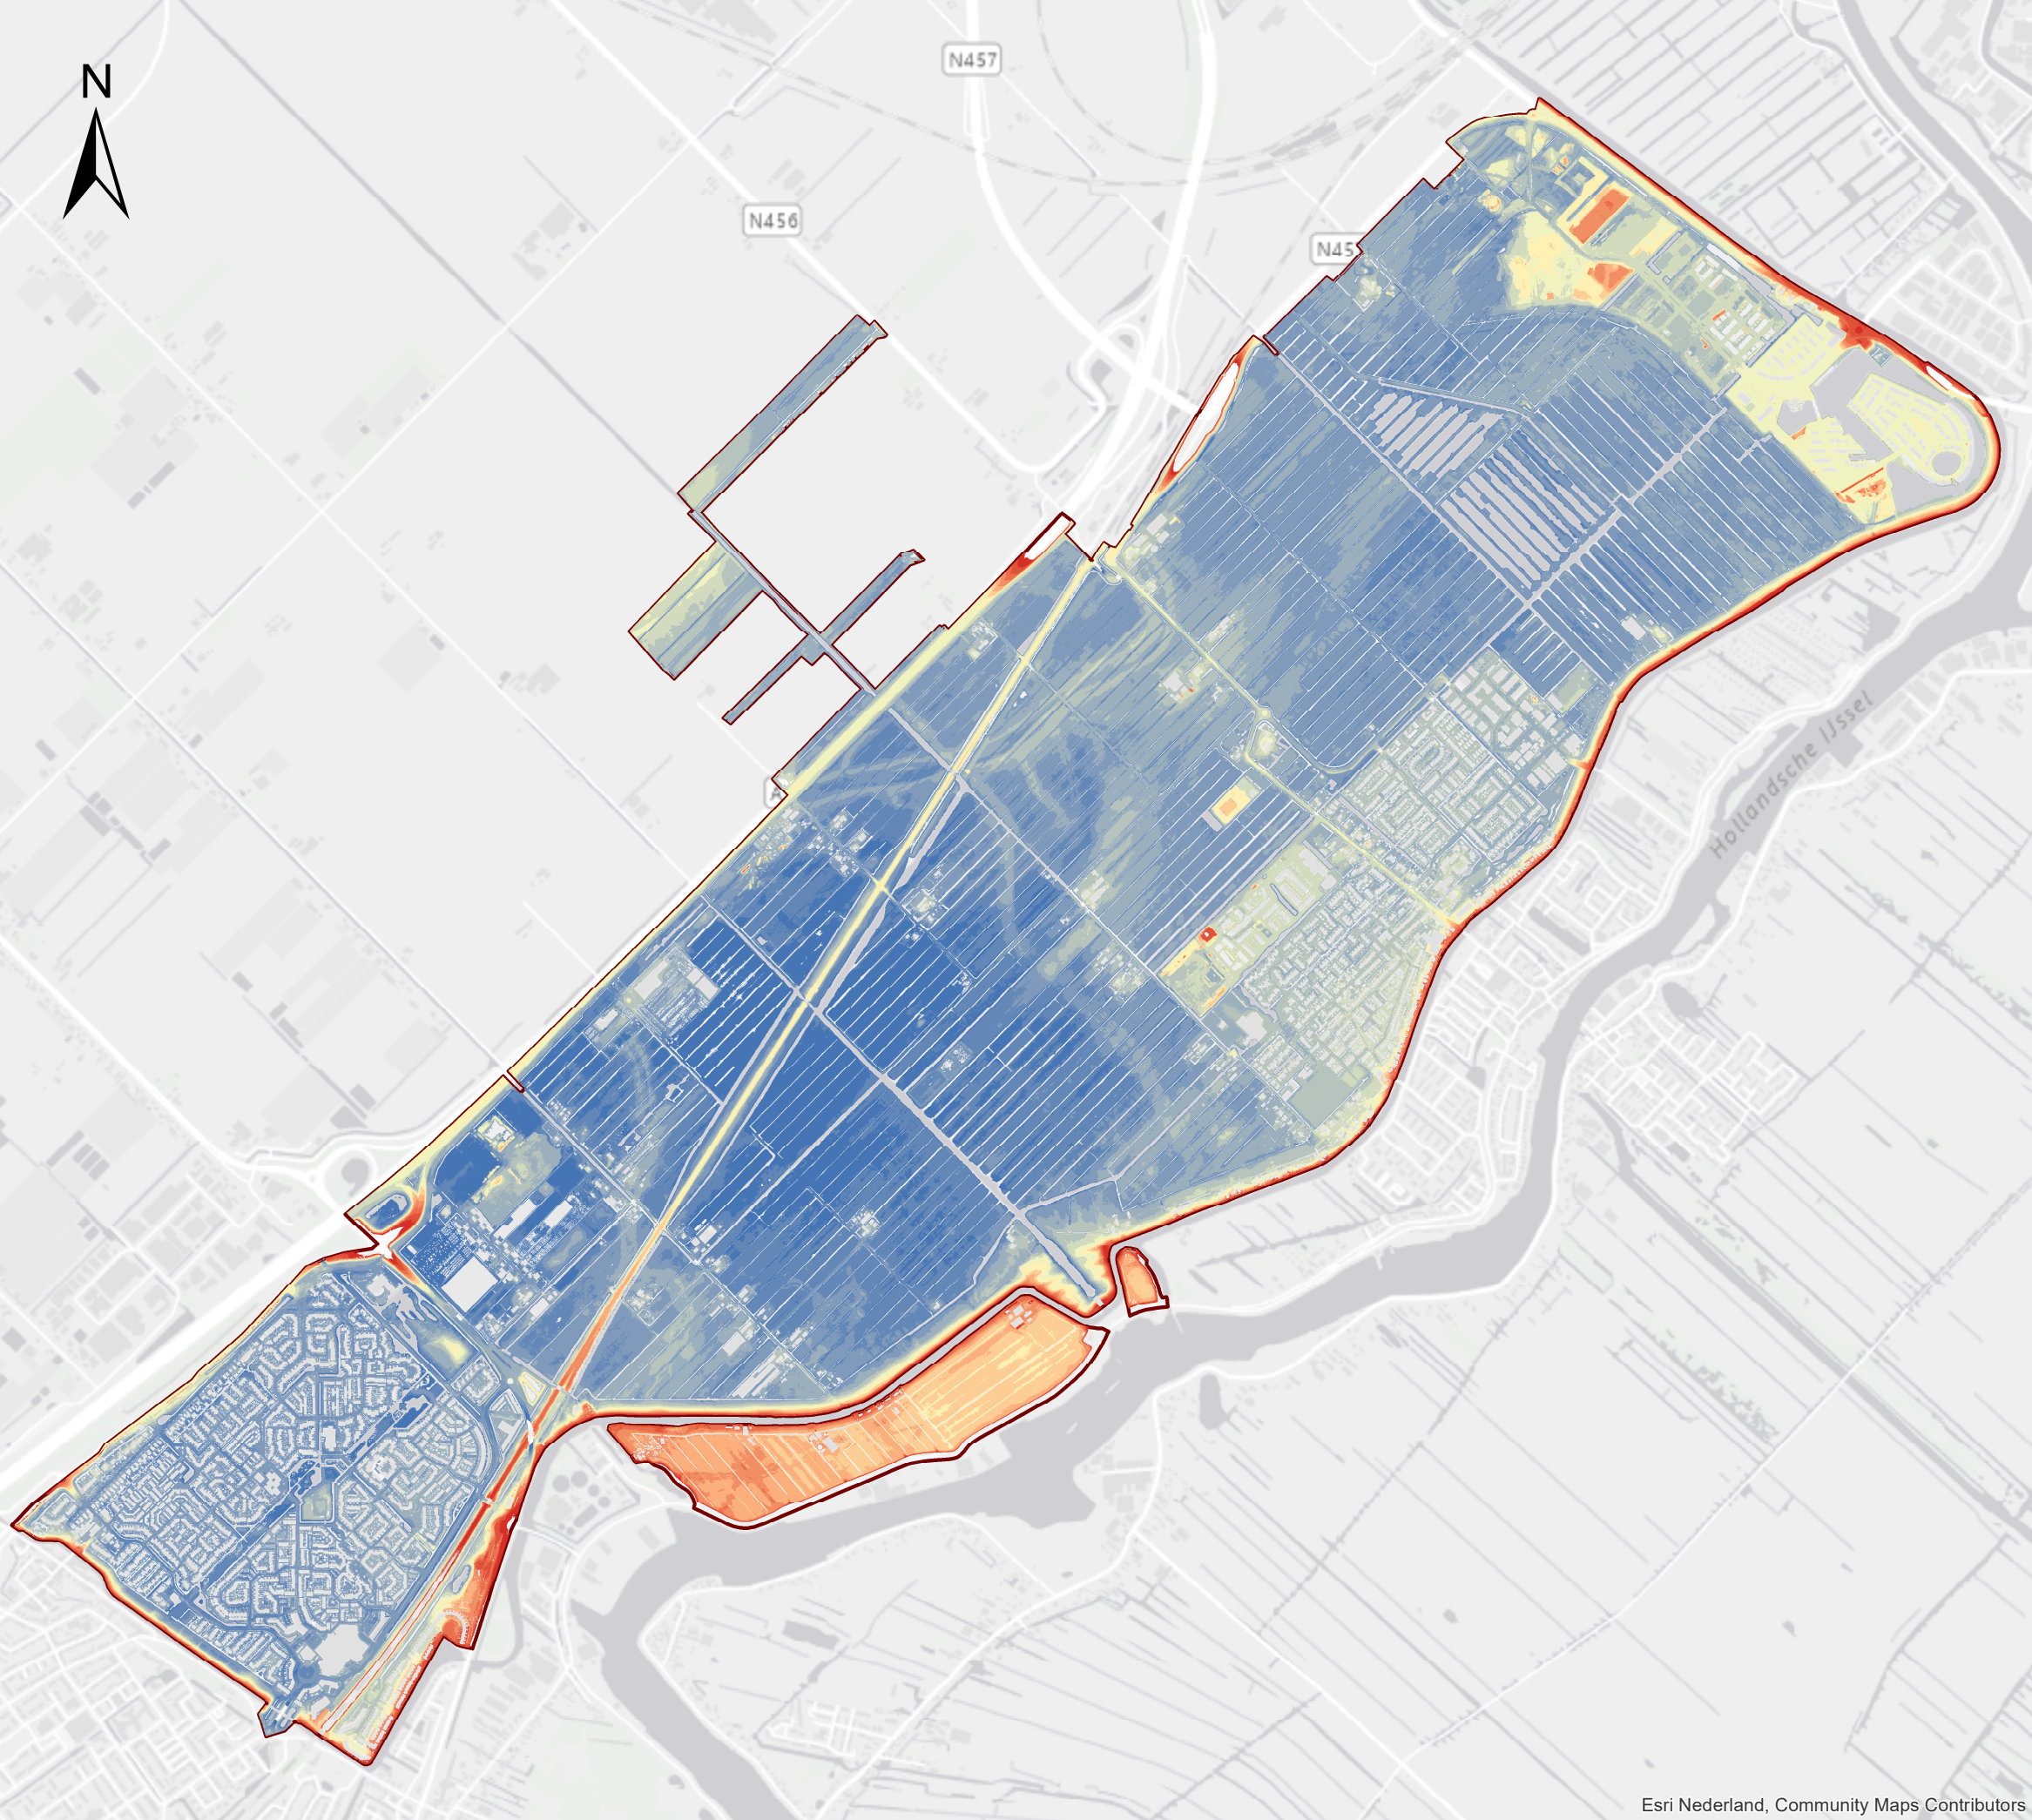 N
N457
N456
N45
A
Hollandsche IJssel
Esri Nederland, Community Maps Contributors